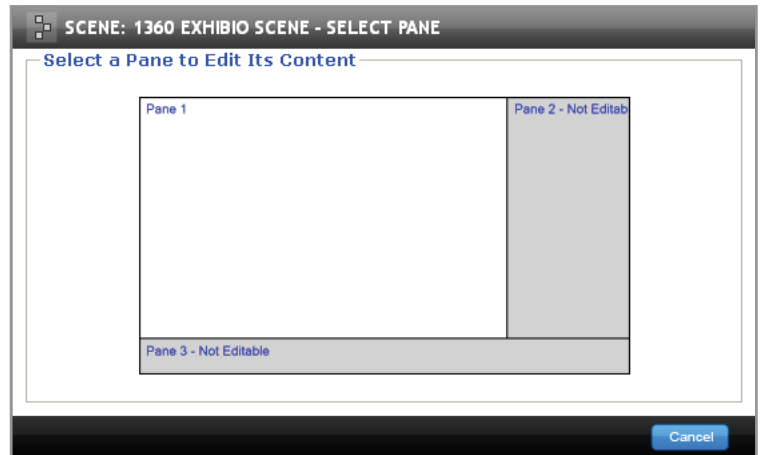 SCENE: 1360 EXHIBIO SCENE - SELECT PANE
Select a Pane to Edit Its Content
Pane 1
Pane 2 - Not Editab
Pane 3 - Not Editable
Cancel